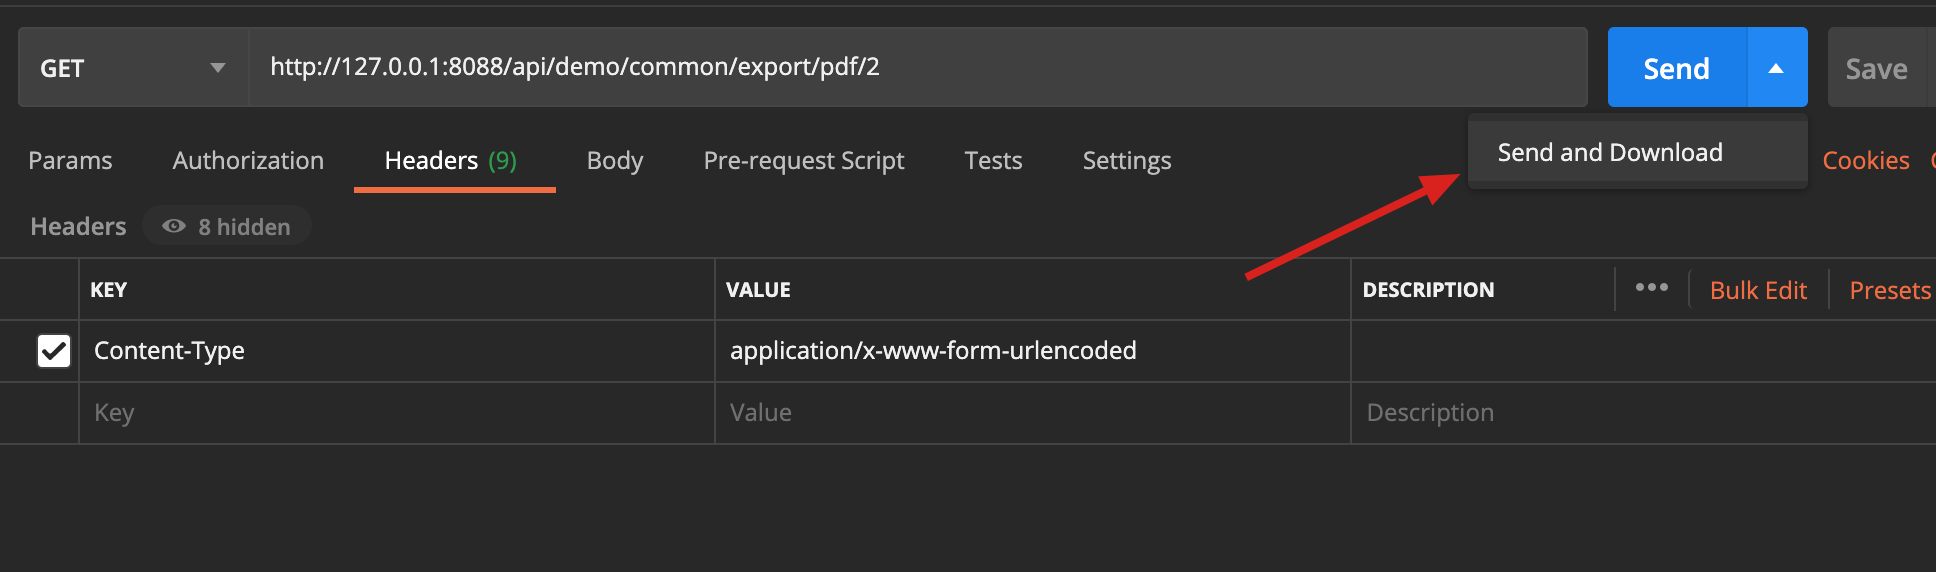 GET http://127.0.0.1:8088/api/demo/common/export/pdf/2 Send Save
Send and Download
Params Authorization Headers (9) Body Pre-request Script Tests Settings Cookies
Headers 8 hidden
KEY VALUE DESCRIPTION ••• Bulk Edit Presets
Content-Type application/x-www-form-urlencoded
Key Value Description